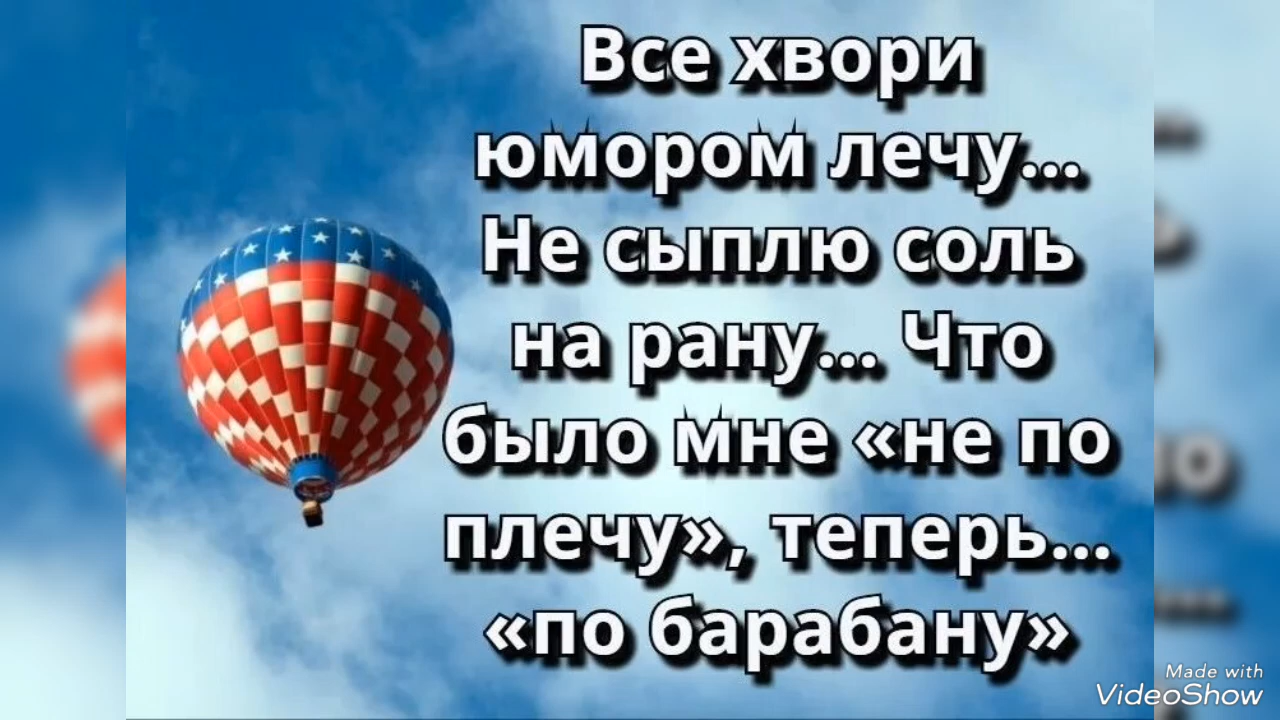 Все хвори
юмором лечу...
Не сыплю соль
на рану... Что
было мне «не по
плечу», теперь...
«по барабану»
Made with
VideoShow